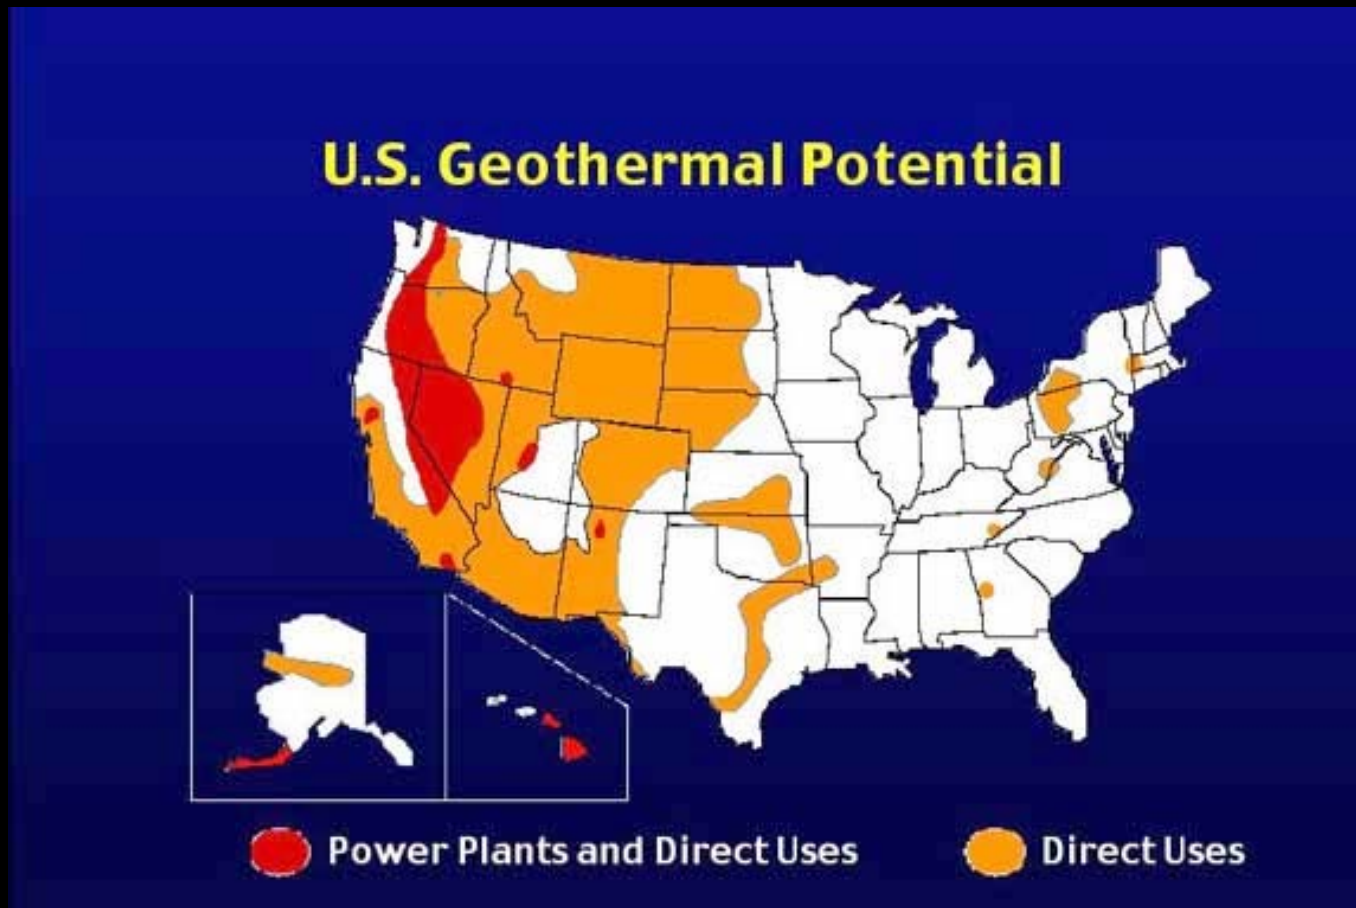 U.S. Geothermal Potential
Power Plants and Direct Uses
Direct Uses